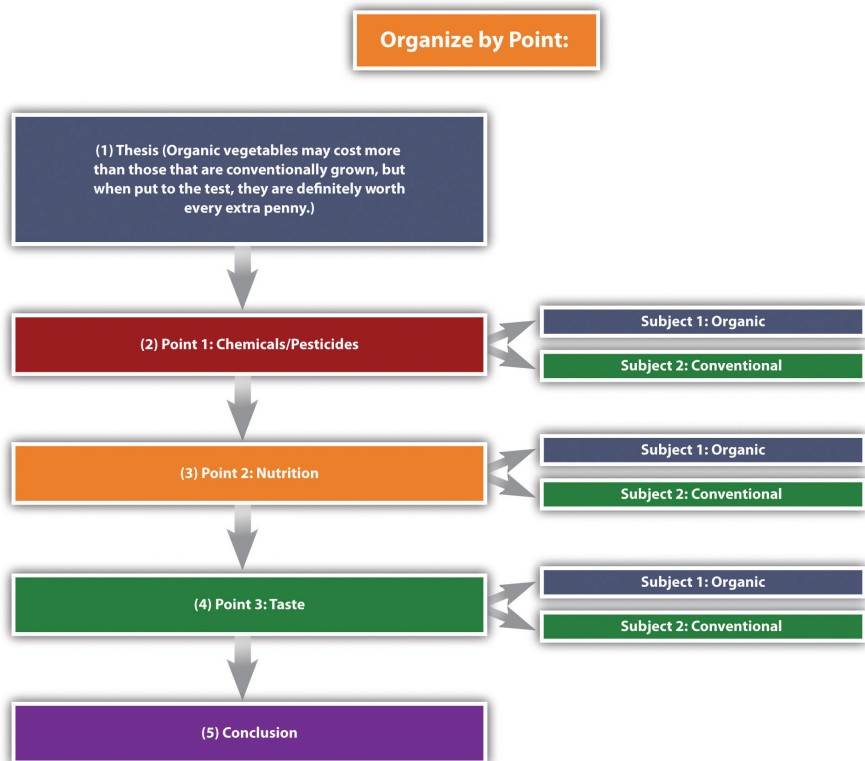 Organize by Point:
(1) Thesis (Organic vegetables may cost more
than those that are conventionally grown, but
when put to the test, they are definitely worth
every extra penny.)
(2) Point 1: Chemicals/Pesticides
Subject 1: Organic
Subject 2: Conventional
(3) Point 2: Nutrition
Subject 1: Organic
Subject 2: Conventional
(4) Point 3: Taste
Subject 1: Organic
Subject 2: Conventional
(5) Conclusion